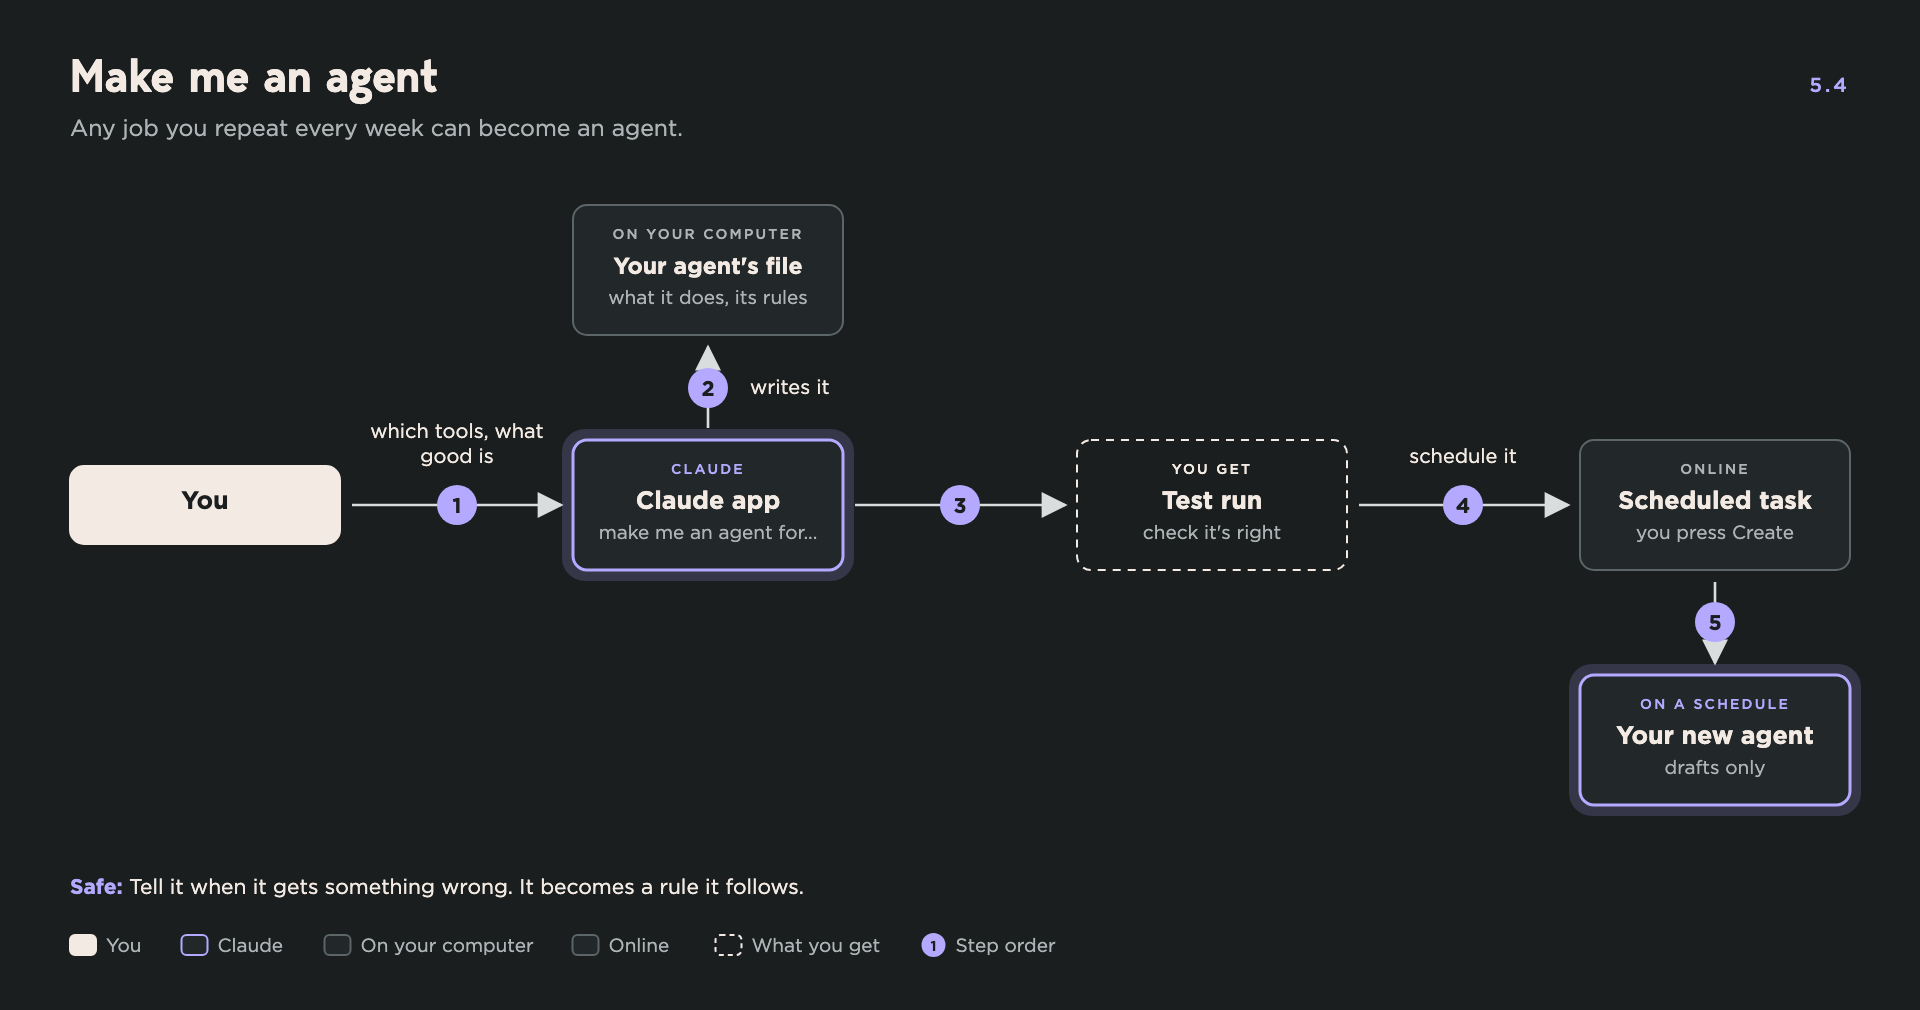 Make me an agent
5.4
Any job you repeat every week can become an agent.
ON YOUR COMPUTER
Your agent's file
what it does, its rules
2
writes it
which tools, what
good is
You
1
CLAUDE
Claude app
make me an agent for...
3
YOU GET
Test run
check it's right
schedule it
4
ONLINE
Scheduled task
you press Create
5
ON A SCHEDULE
Your new agent
drafts only
Safe: Tell it when it gets something wrong. It becomes a rule it follows.
You
Claude
On your computer
Online
What you get
1 Step order